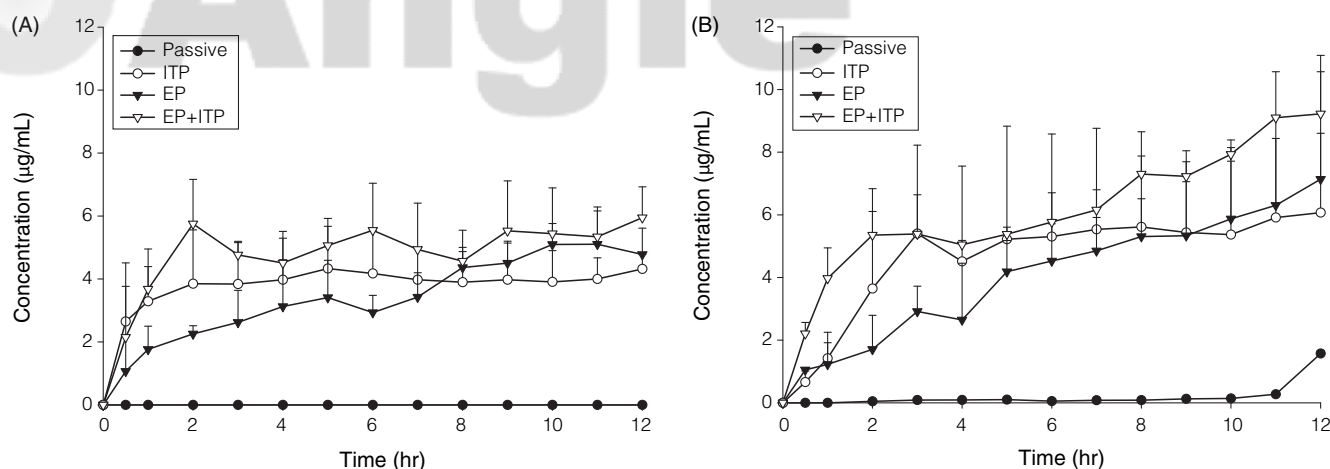 Angle
(A)
12
10
8
6
4
2
0
Concentration (µg/mL)
Passive
ITP
EP
EP+ITP
0 2 4 6 8 10 12
Time (hr)
(B)
12
10
8
6
4
2
0
Concentration (µg/mL)
Passive
ITP
EP
EP+ITP
0 2 4 6 8 10 12
Time (hr)